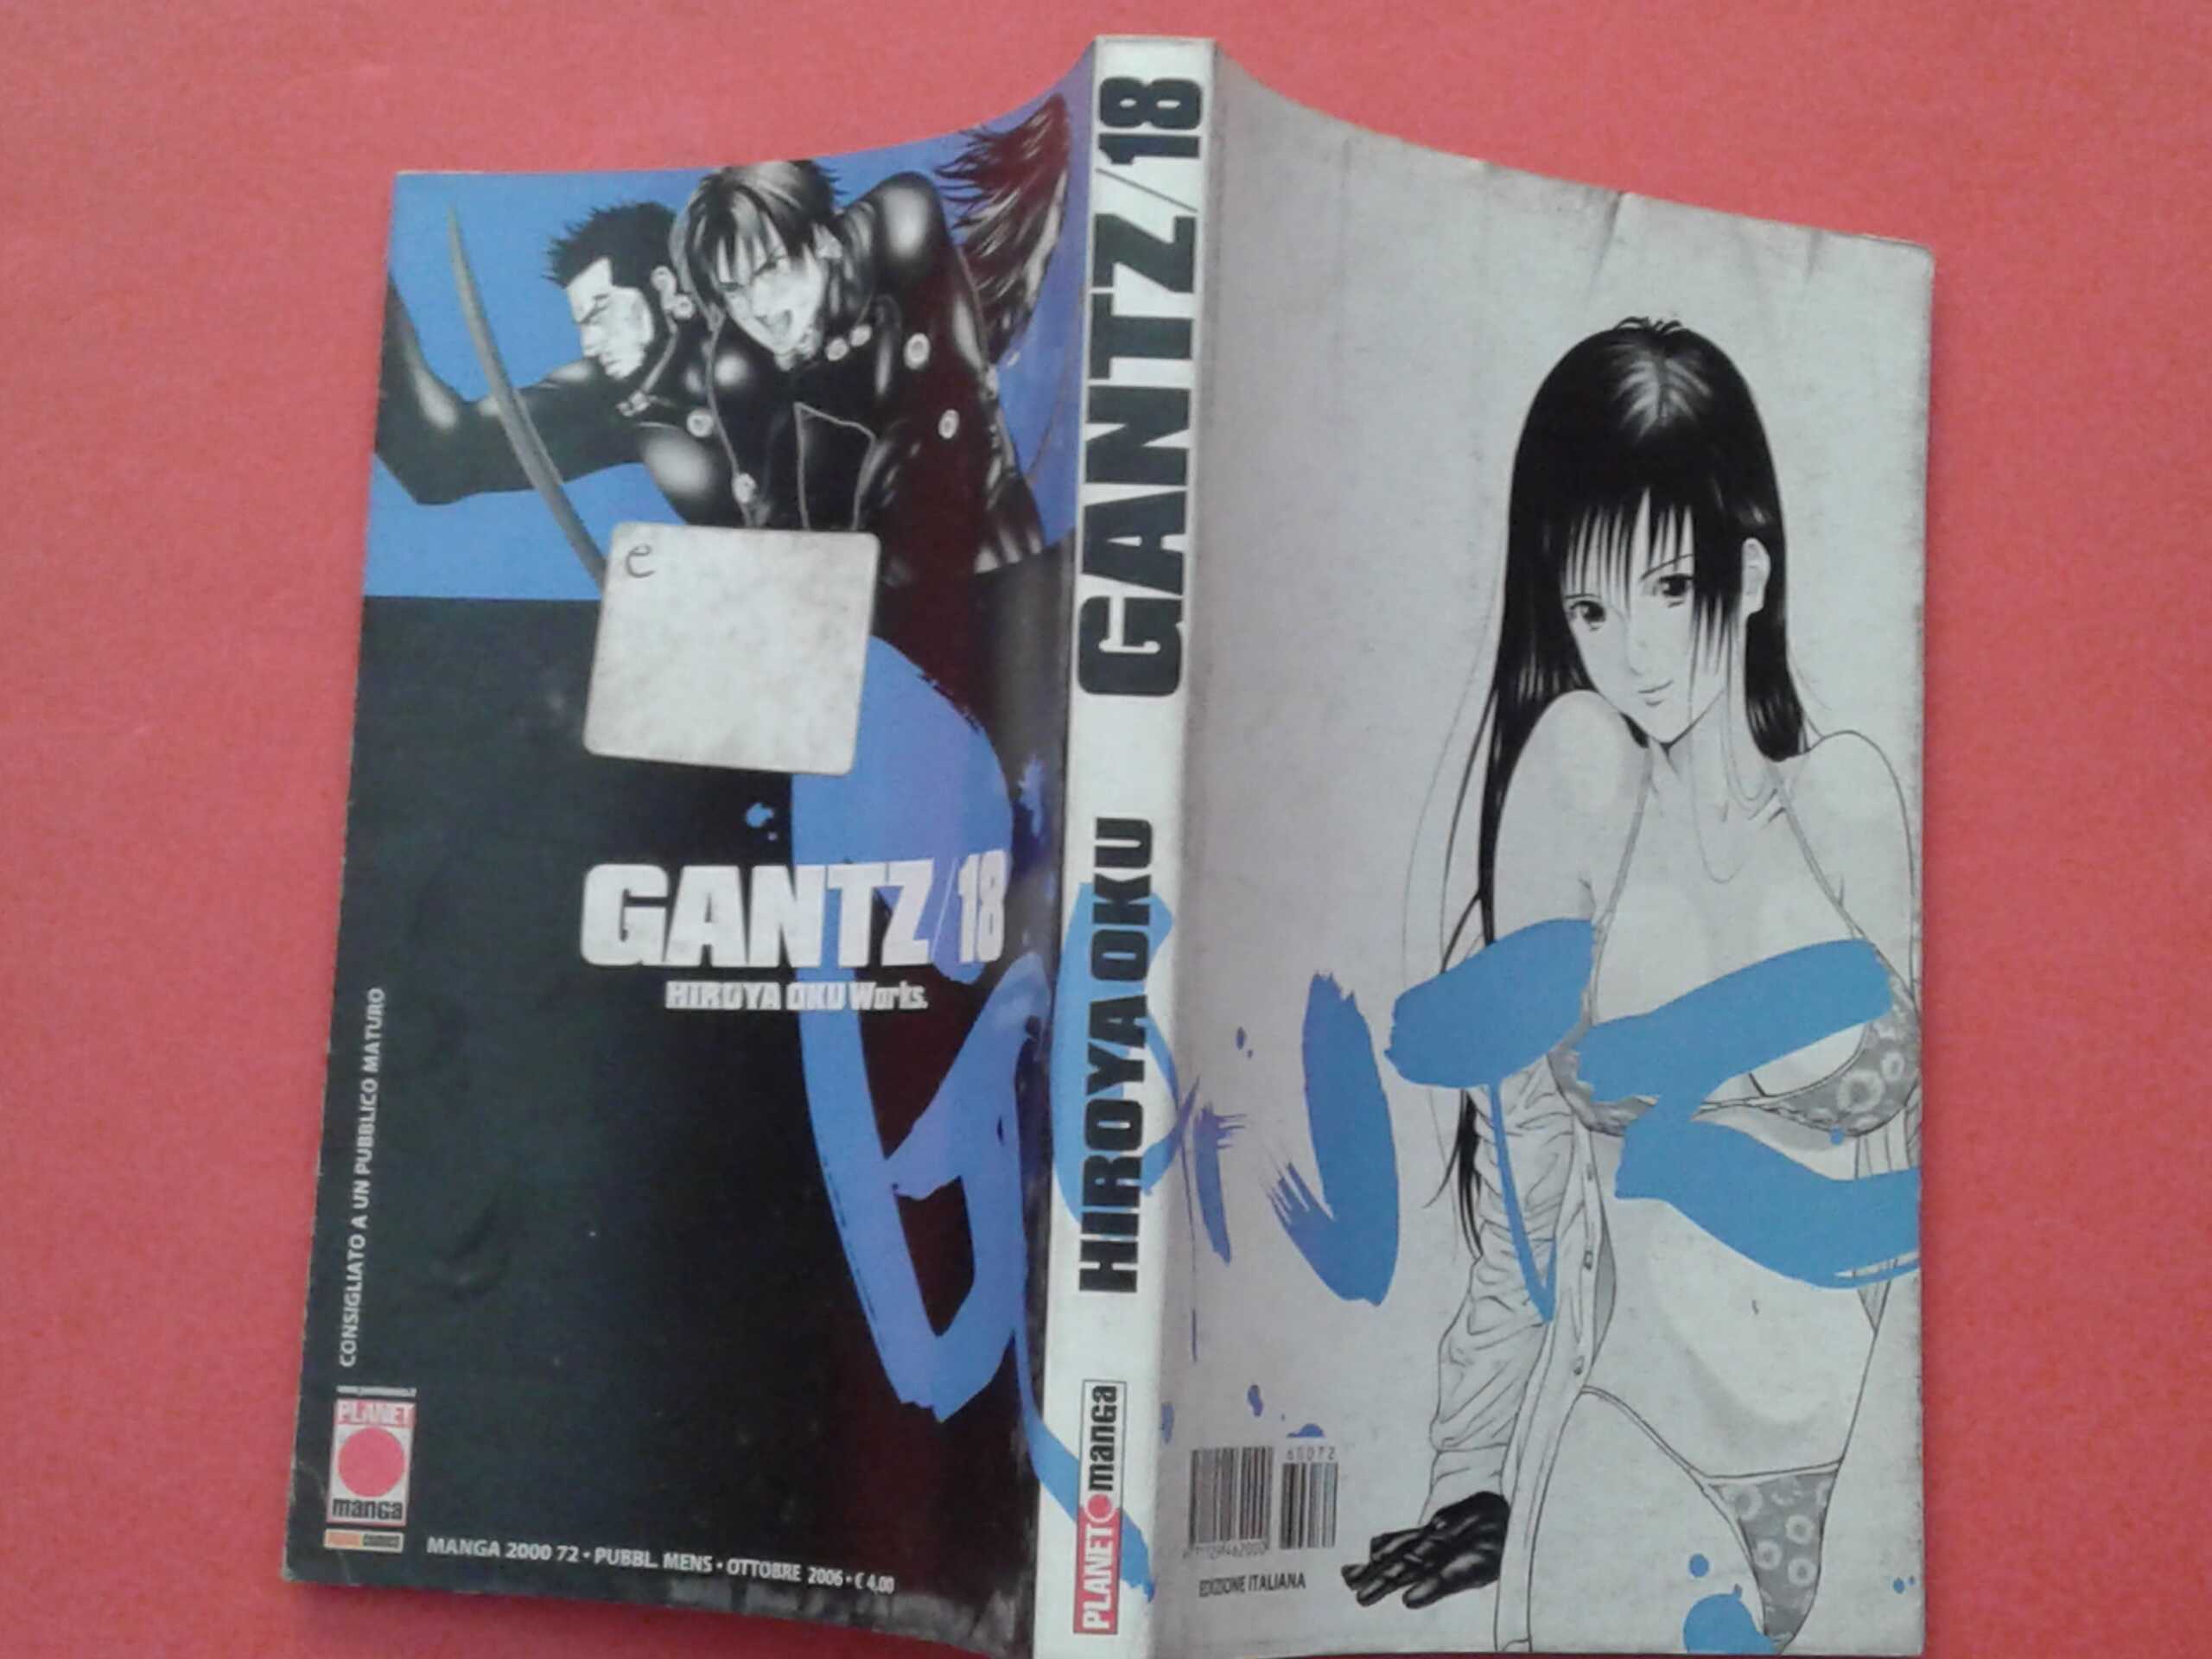 e
GANTZ/18
HIROYA OKU Works.
CONSIGLIATO A UN PUBBLICO MATURO
PLANET
manga
MANGA 2000 72 • PUBBL. MENS • OTTOBRE 2006 • € 4,00
GANTZ/18
HIROYA OKU
PLANET manga
60072
EDIZIONE ITALIANA